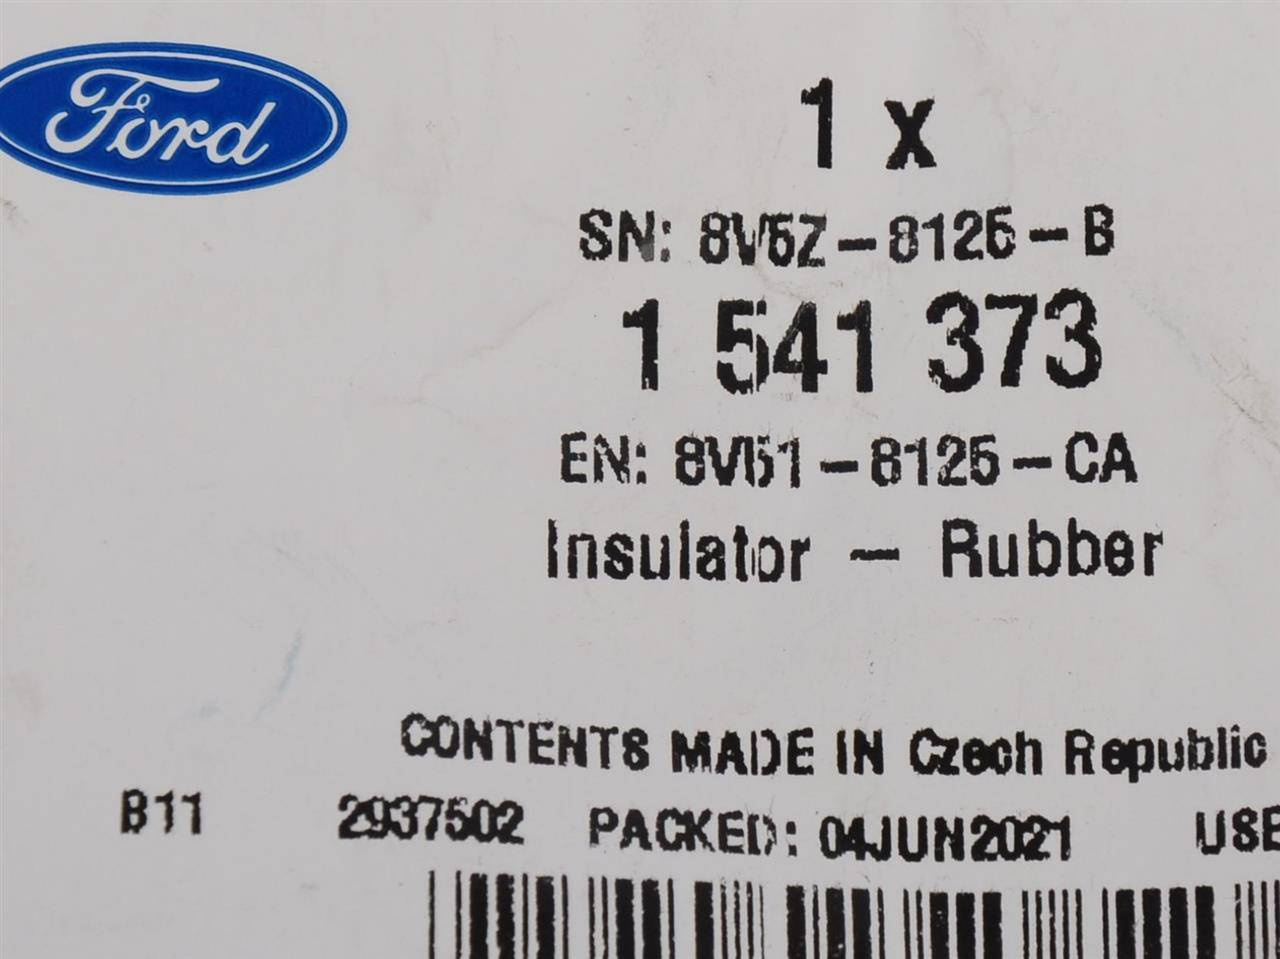 Ford
1 x
SN: 8V5Z-8125-B
1 541 373
EN: 8V51-8125-CA
Insulator - Rubber
CONTENTS MADE IN Czech Republic
B11 2937502 PACKED: 04JUN2021 USE